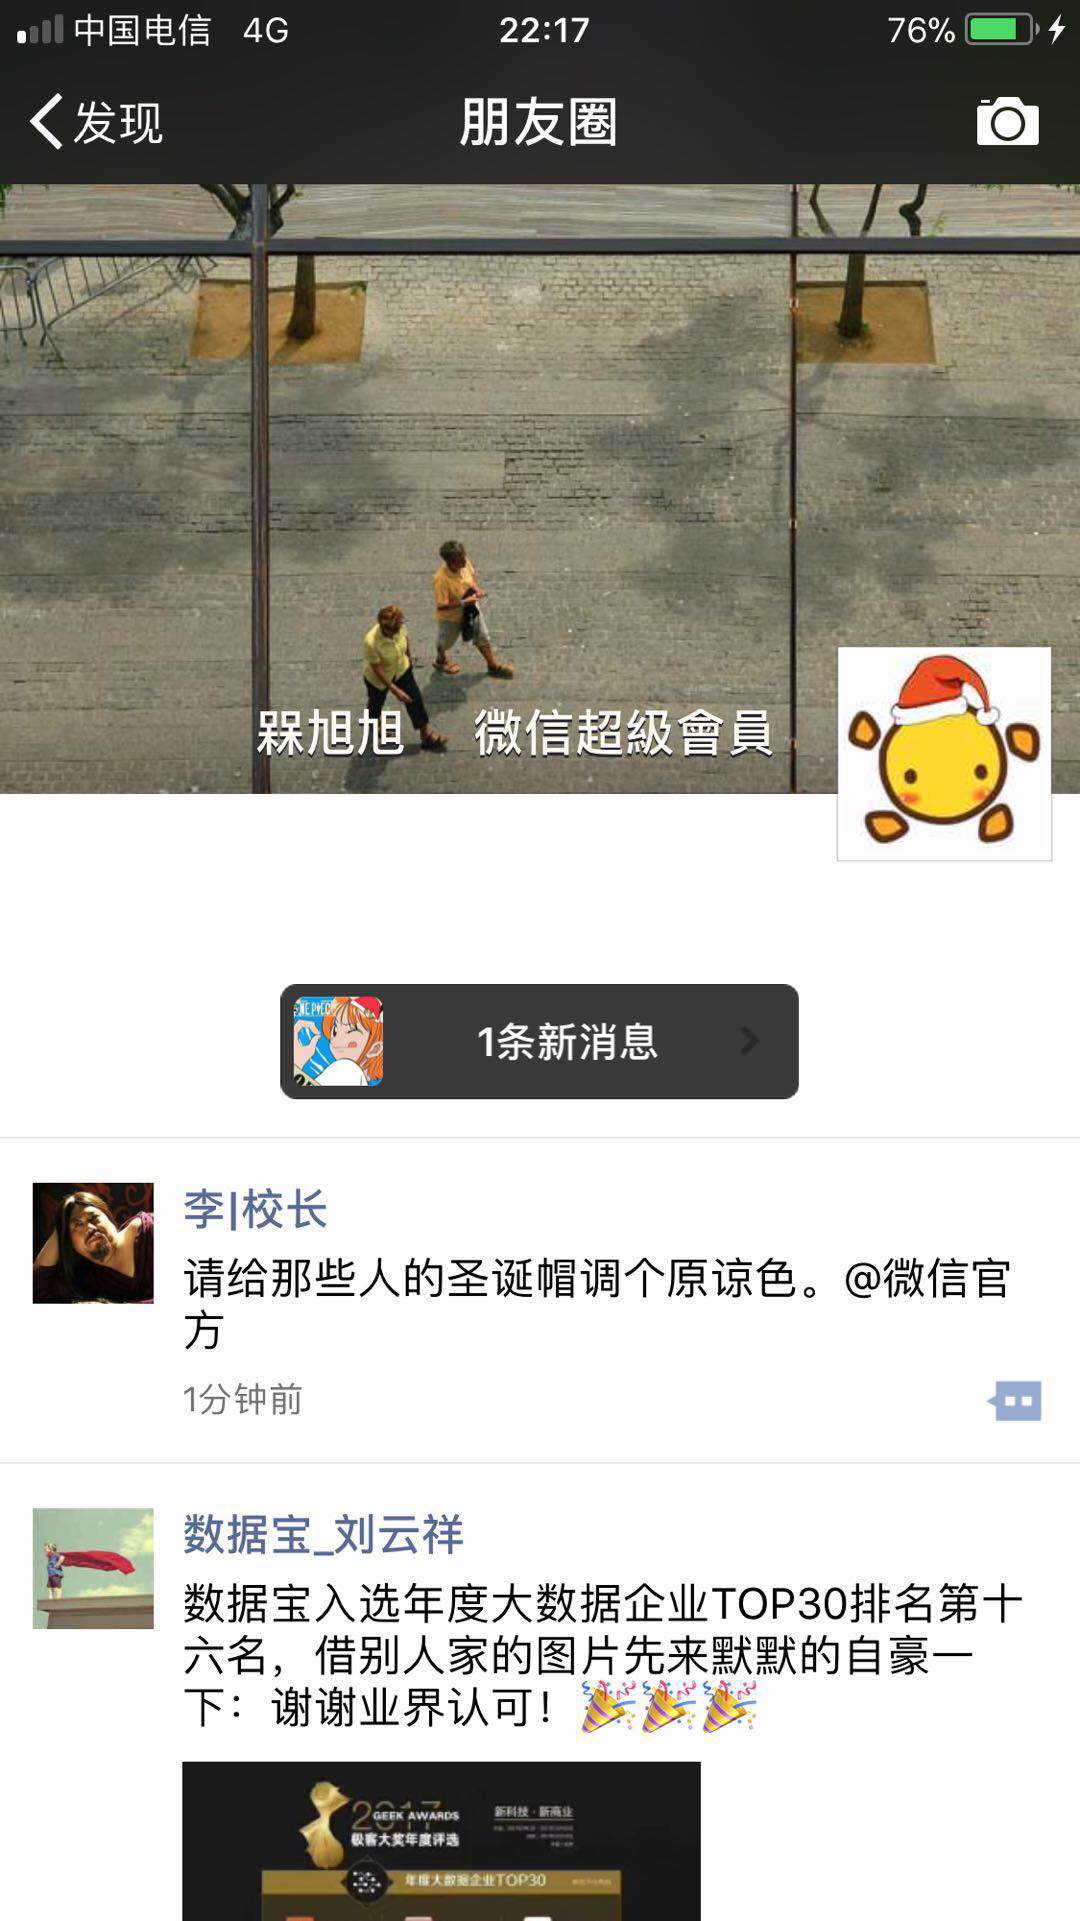 中国电信 4G 22:17 76%
发现 朋友圈
槑旭旭 微信超級會員
1条新消息
李|校长
请给那些人的圣诞帽调个原谅色。@微信官
方
1分钟前
数据宝_刘云祥
数据宝入选年度大数据企业TOP30排名第十
六名，借别人家的图片先来默默的自豪一
下：谢谢业界认可！🎉🎉🎉
2017
GEEK AWARDS
新科技·新商业
极客大奖年度评选
年度大数据企业TOP30